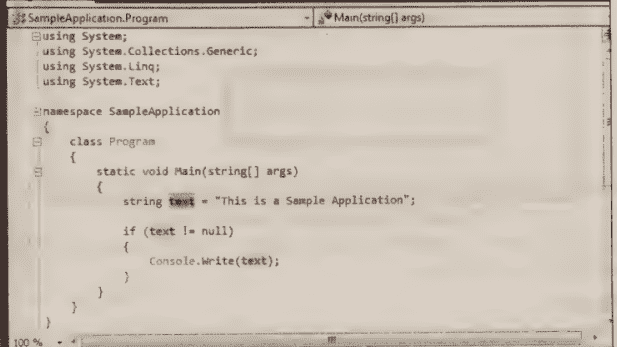 SampleApplication.Program
Main(string[] args)
using System;
using System.Collections.Generic;
using System.Linq;
using System.Text;
namespace SampleApplication
{
class Program
{
static void Main(string[] args)
{
string text = "This is a Sample Application";
if (text != null)
{
Console.Write(text);
}
}
}
}
100 %